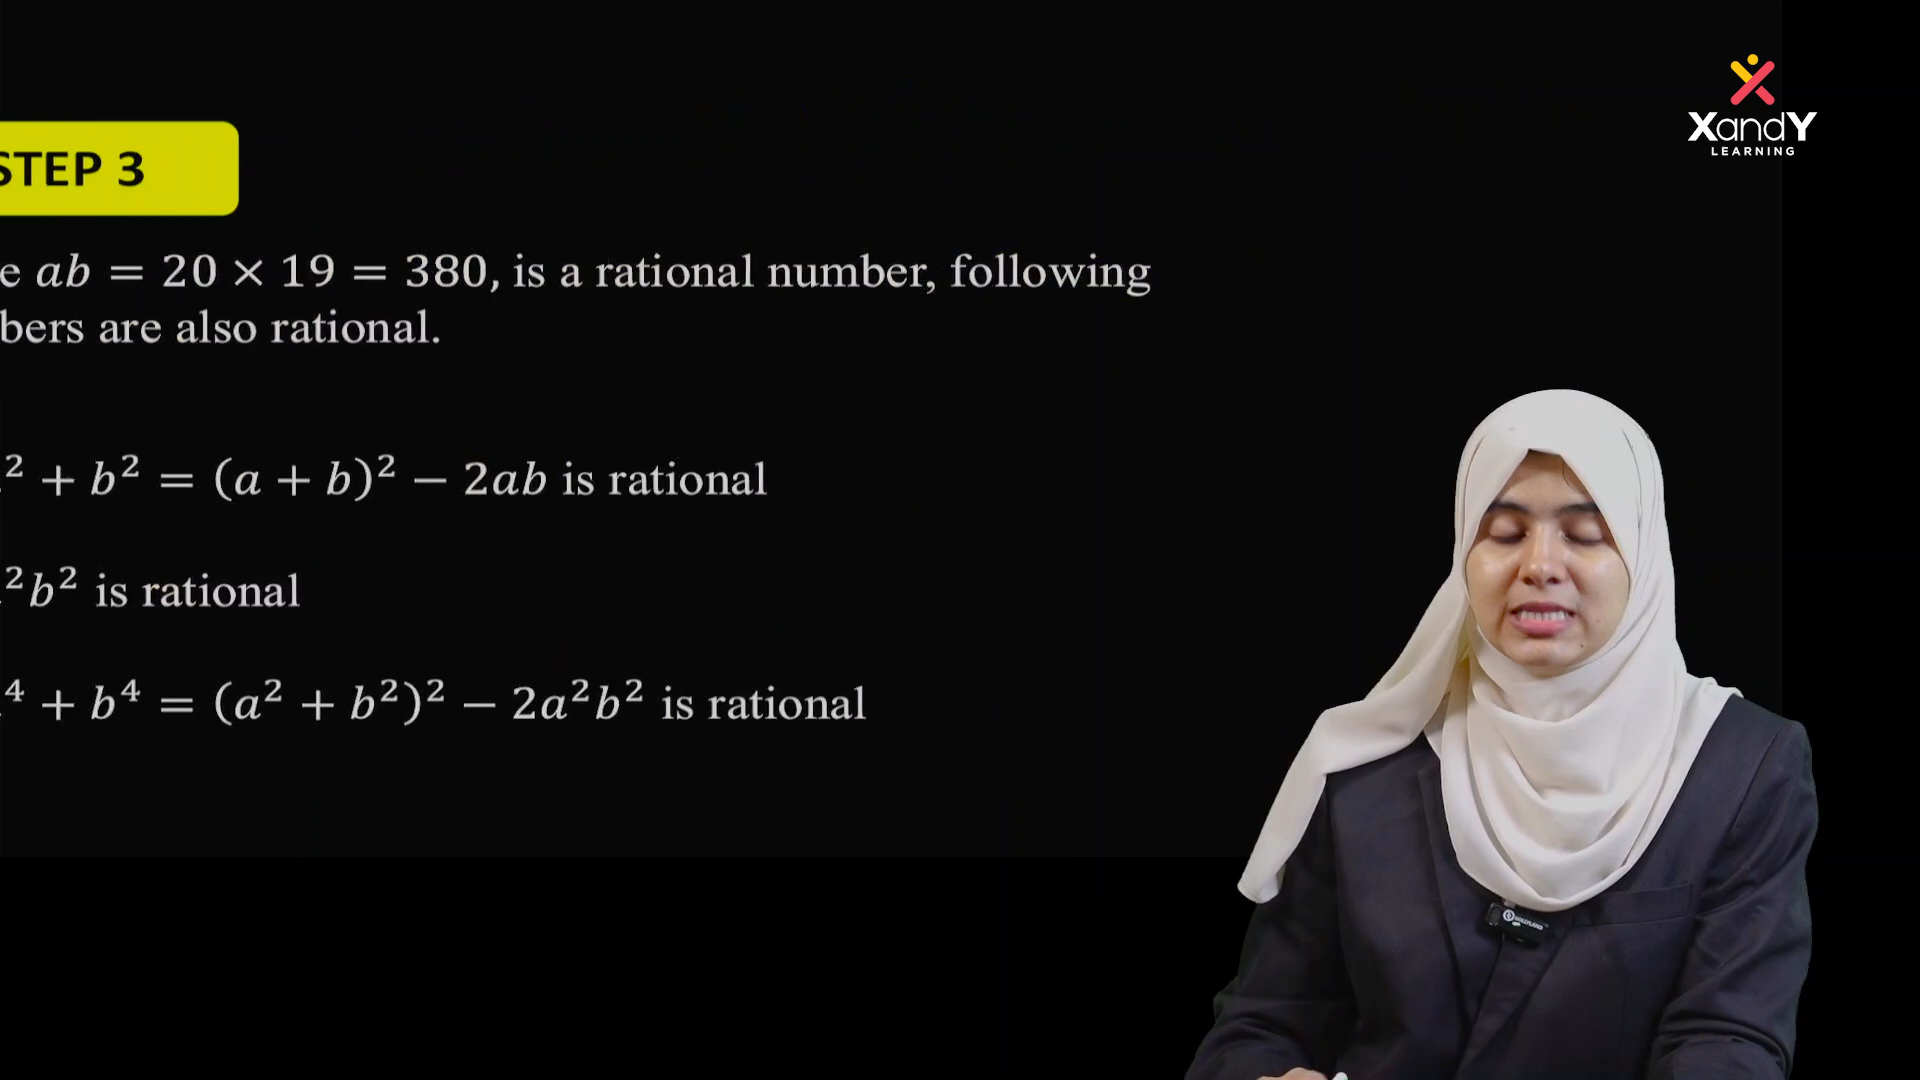 XandY
LEARNING
STEP 3
e ab = 20 × 19 = 380, is a rational number, following
bers are also rational.
² + b² = (a + b)² − 2ab is rational
²b² is rational
⁴ + b⁴ = (a² + b²)² − 2a²b² is rational